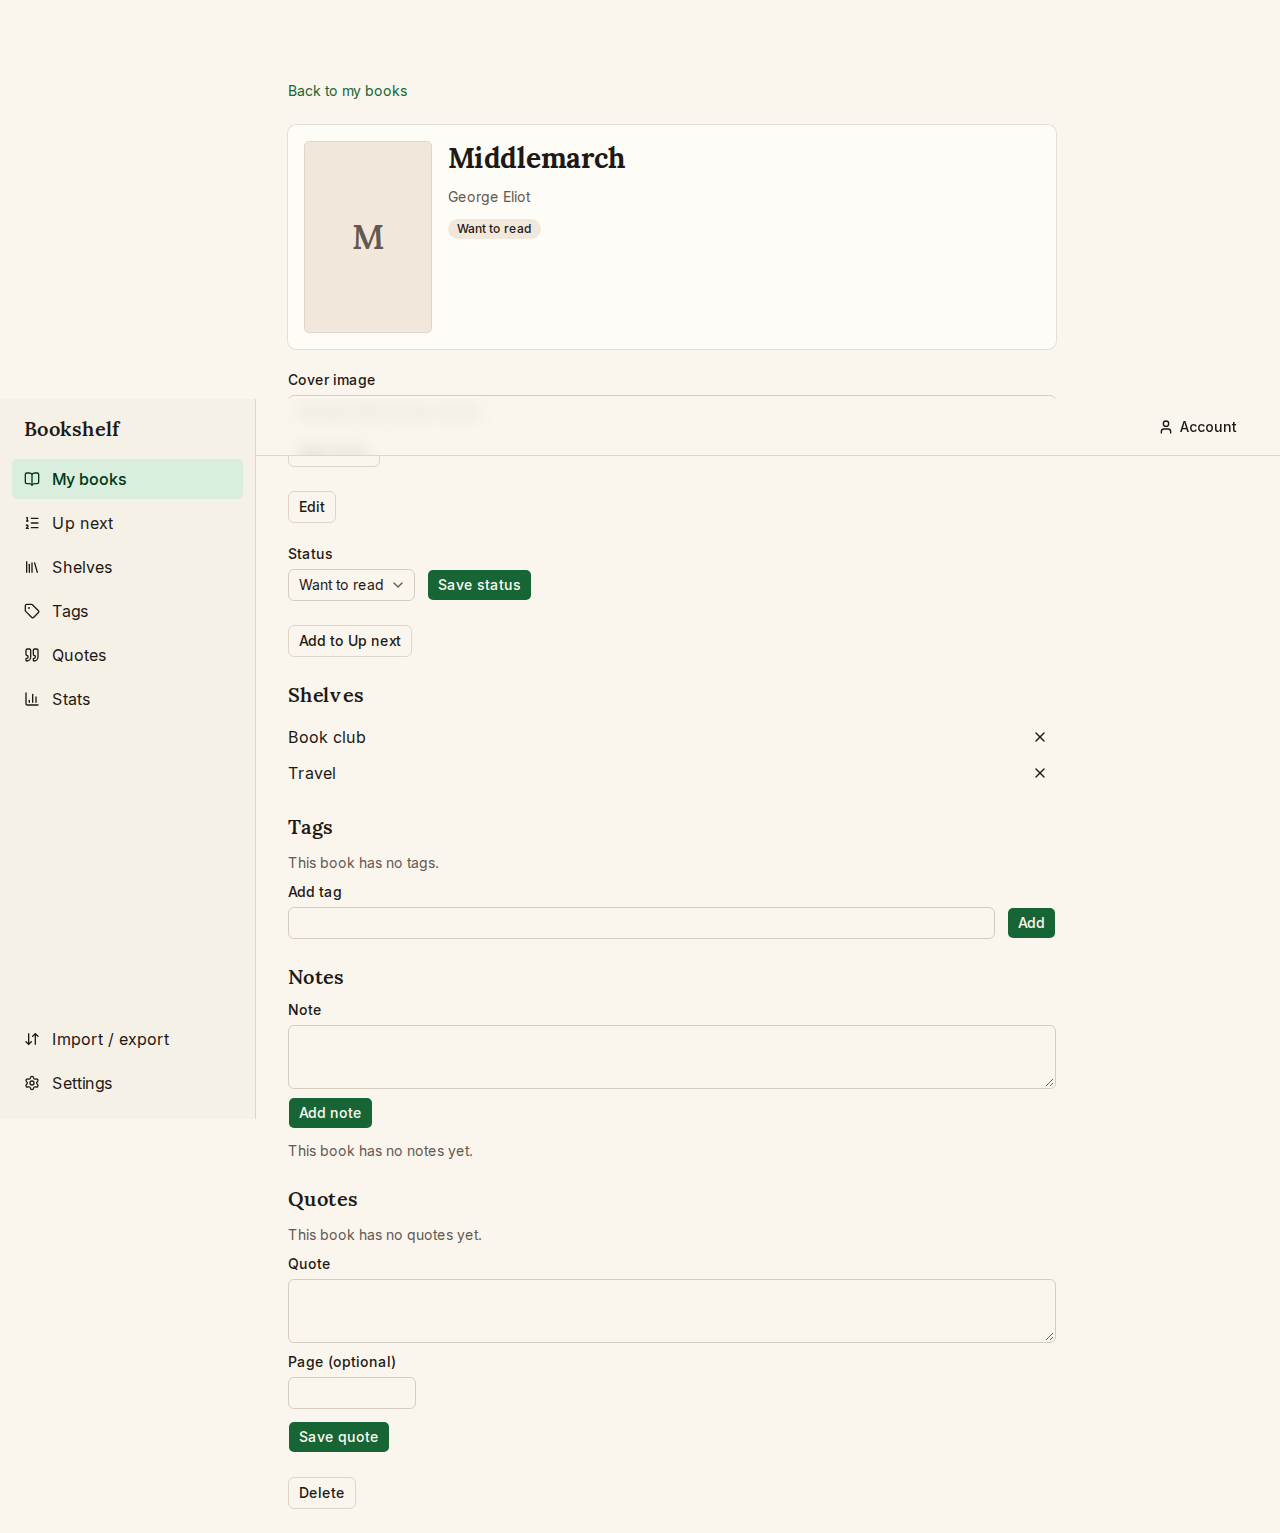 Back to my books
Middlemarch
George Eliot
M
Want to read
Cover image
Bookshelf
Account
My books
Up next
Shelves
Tags
Quotes
Stats
Import / export
Settings
Edit
Status
Want to read
Save status
Add to Up next
Shelves
Book club
Travel
Tags
This book has no tags.
Add tag
Add
Notes
Note
Add note
This book has no notes yet.
Quotes
This book has no quotes yet.
Quote
Page (optional)
Save quote
Delete